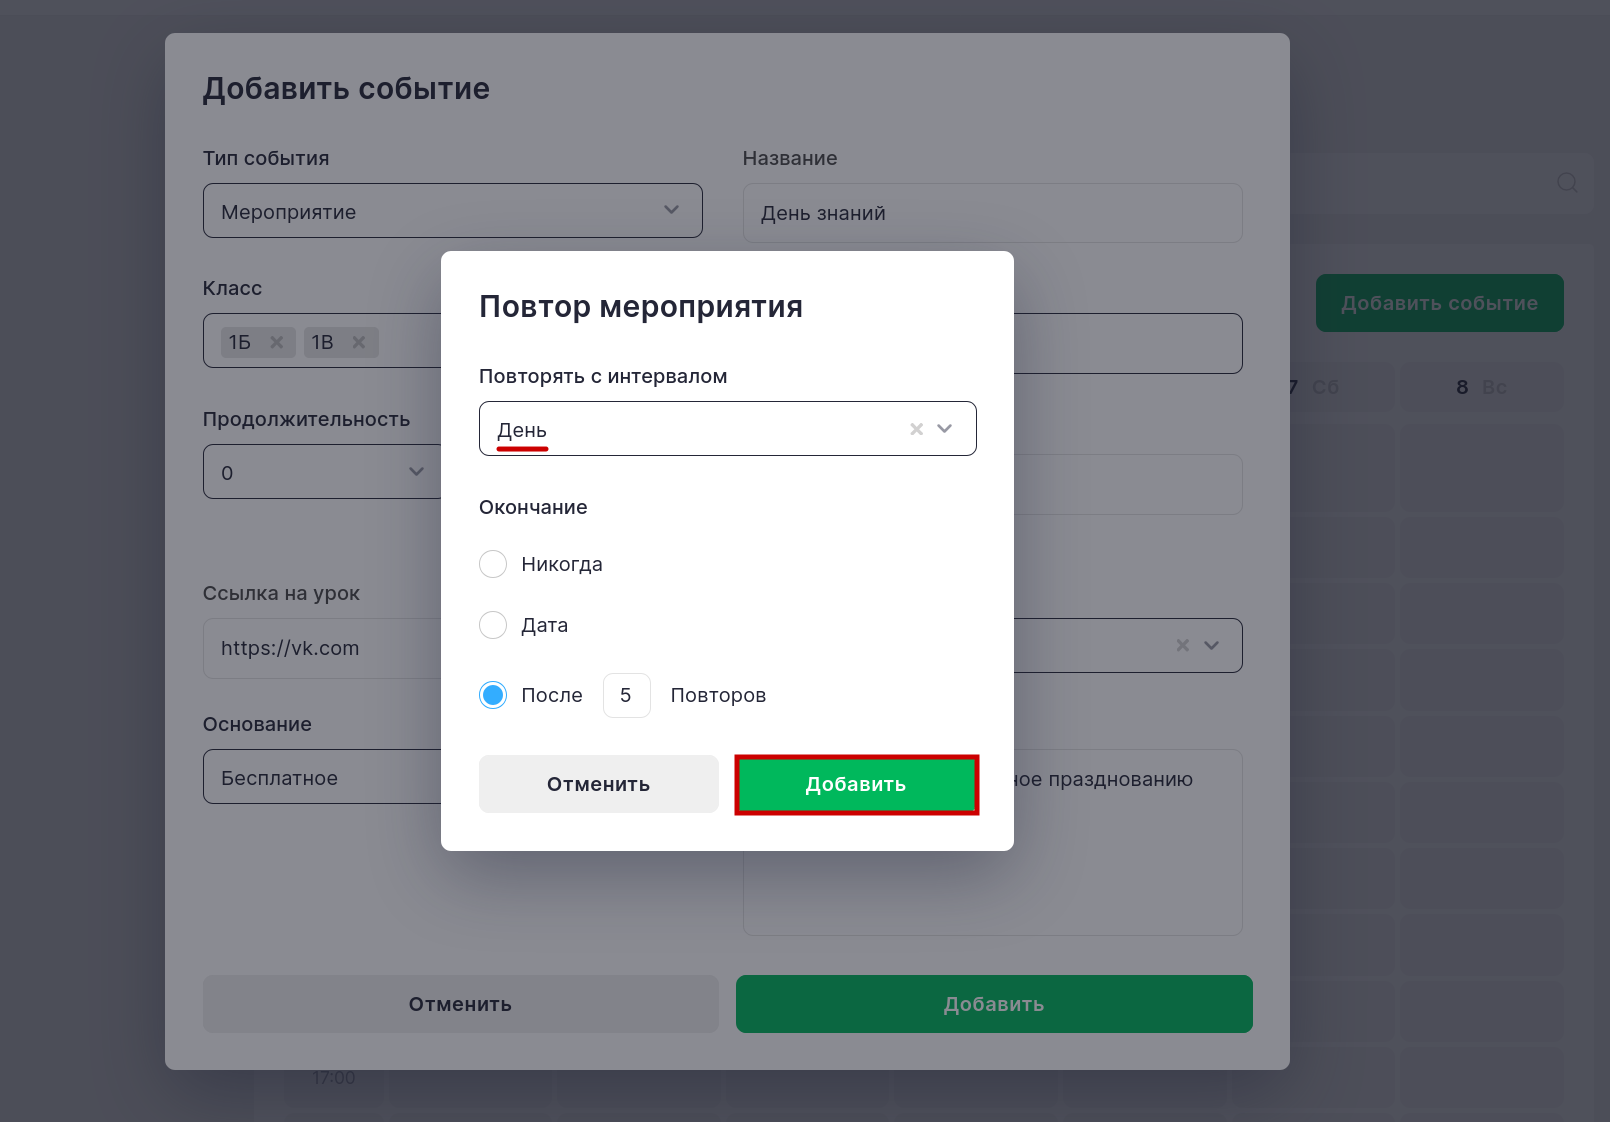 Добавить событие
Тип события
Название
Мероприятие
День знаний
Класс
1Б
1В
Повтор мероприятия
Добавить событие
Повторять с интервалом
7 Сб
8 Вс
Продолжительность
День
0
Окончание
Никогда
Ссылка на урок
Дата
https://vk.com
После 5 Повторов
Основание
Бесплатное
празднованию
Отменить
Добавить
Отменить
Добавить
17:00